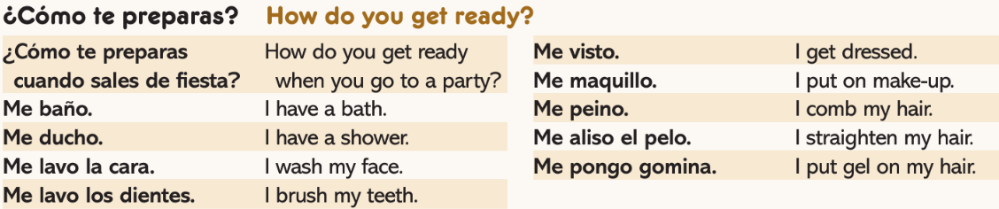 ¿Cómo te preparas? How do you get ready?
¿Cómo te preparas How do you get ready
cuando sales de fiesta? when you go to a party?
Me baño. I have a bath.
Me ducho. I have a shower.
Me lavo la cara. I wash my face.
Me lavo los dientes. I brush my teeth.
Me visto. I get dressed.
Me maquillo. I put on make-up.
Me peino. I comb my hair.
Me aliso el pelo. I straighten my hair.
Me pongo gomina. I put gel on my hair.